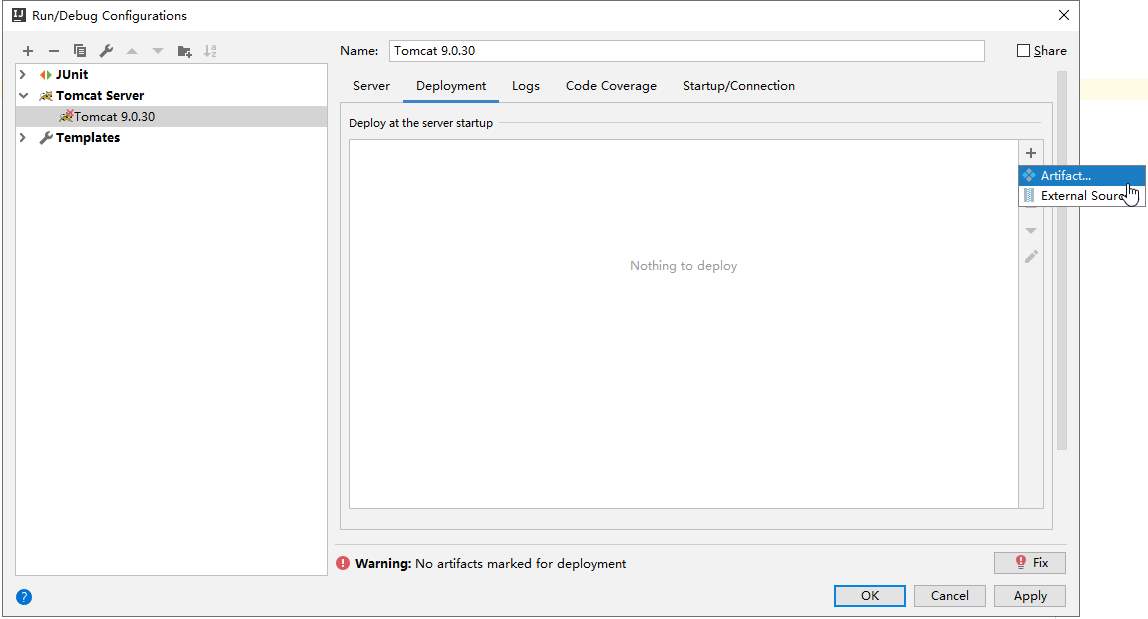 Run/Debug Configurations
Name: Tomcat 9.0.30
Share
JUnit
Tomcat Server
Tomcat 9.0.30
Templates
Server Deployment Logs Code Coverage Startup/Connection
Deploy at the server startup
Artifact...
External
Nothing to deploy
Warning: No artifacts marked for deployment
Fix
OK Cancel Apply